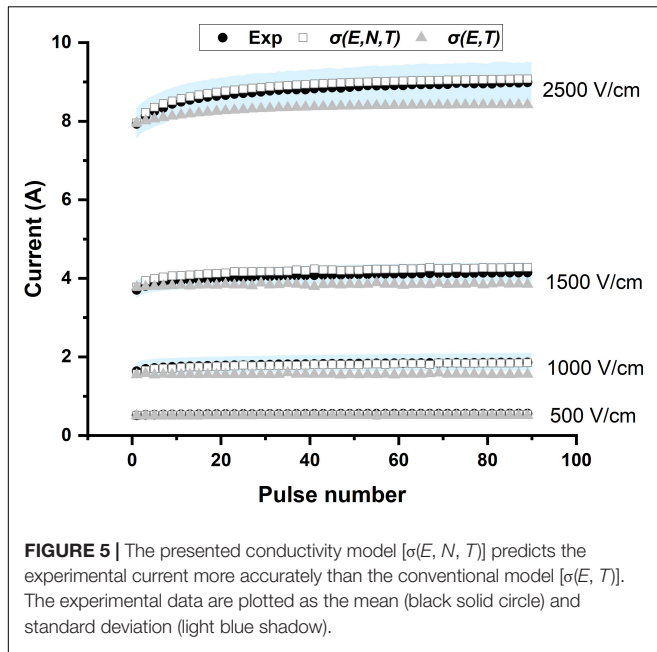 Exp σ(E,N,T) σ(E,T)
10
8
6
4
2
0
Current (A)
2500 V/cm
1500 V/cm
1000 V/cm
500 V/cm
0 20 40 60 80 100
Pulse number
FIGURE 5 | The presented conductivity model [σ(E, N, T)] predicts the
experimental current more accurately than the conventional model [σ(E, T)].
The experimental data are plotted as the mean (black solid circle) and
standard deviation (light blue shadow).